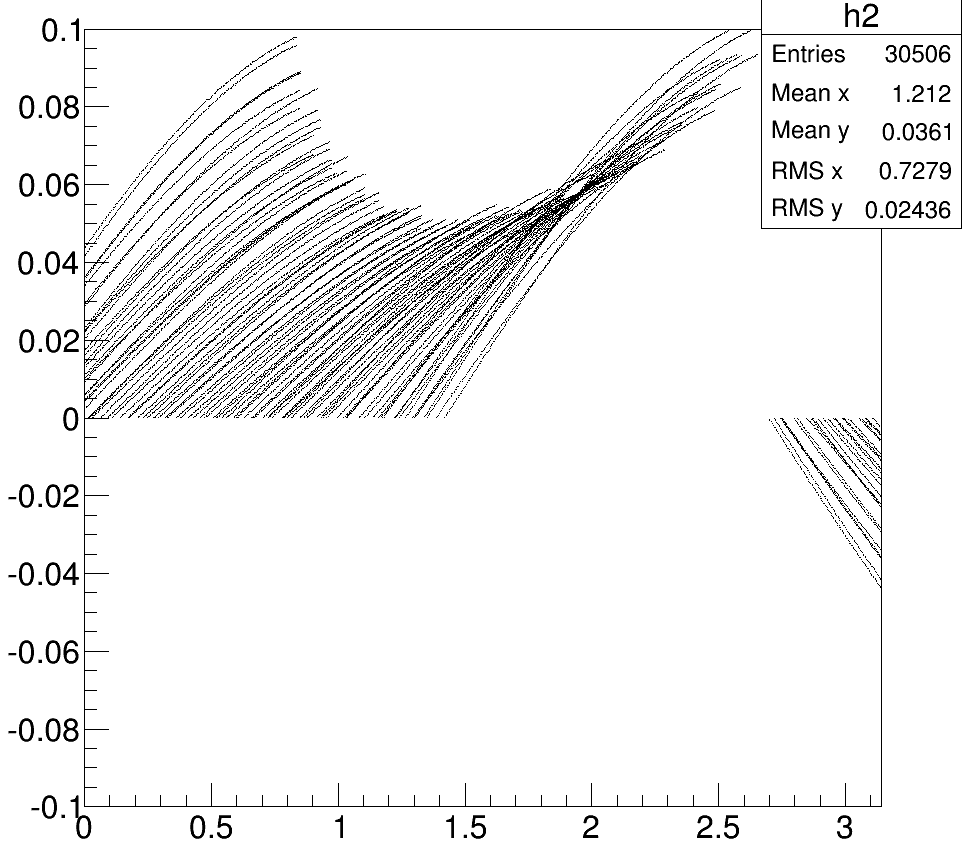 h2
Entries 30506
Mean x 1.212
Mean y 0.0361
RMS x 0.7279
RMS y 0.02436
0.1
0.08
0.06
0.04
0.02
0
-0.02
-0.04
-0.06
-0.08
-0.1
0 0.5 1 1.5 2 2.5 3